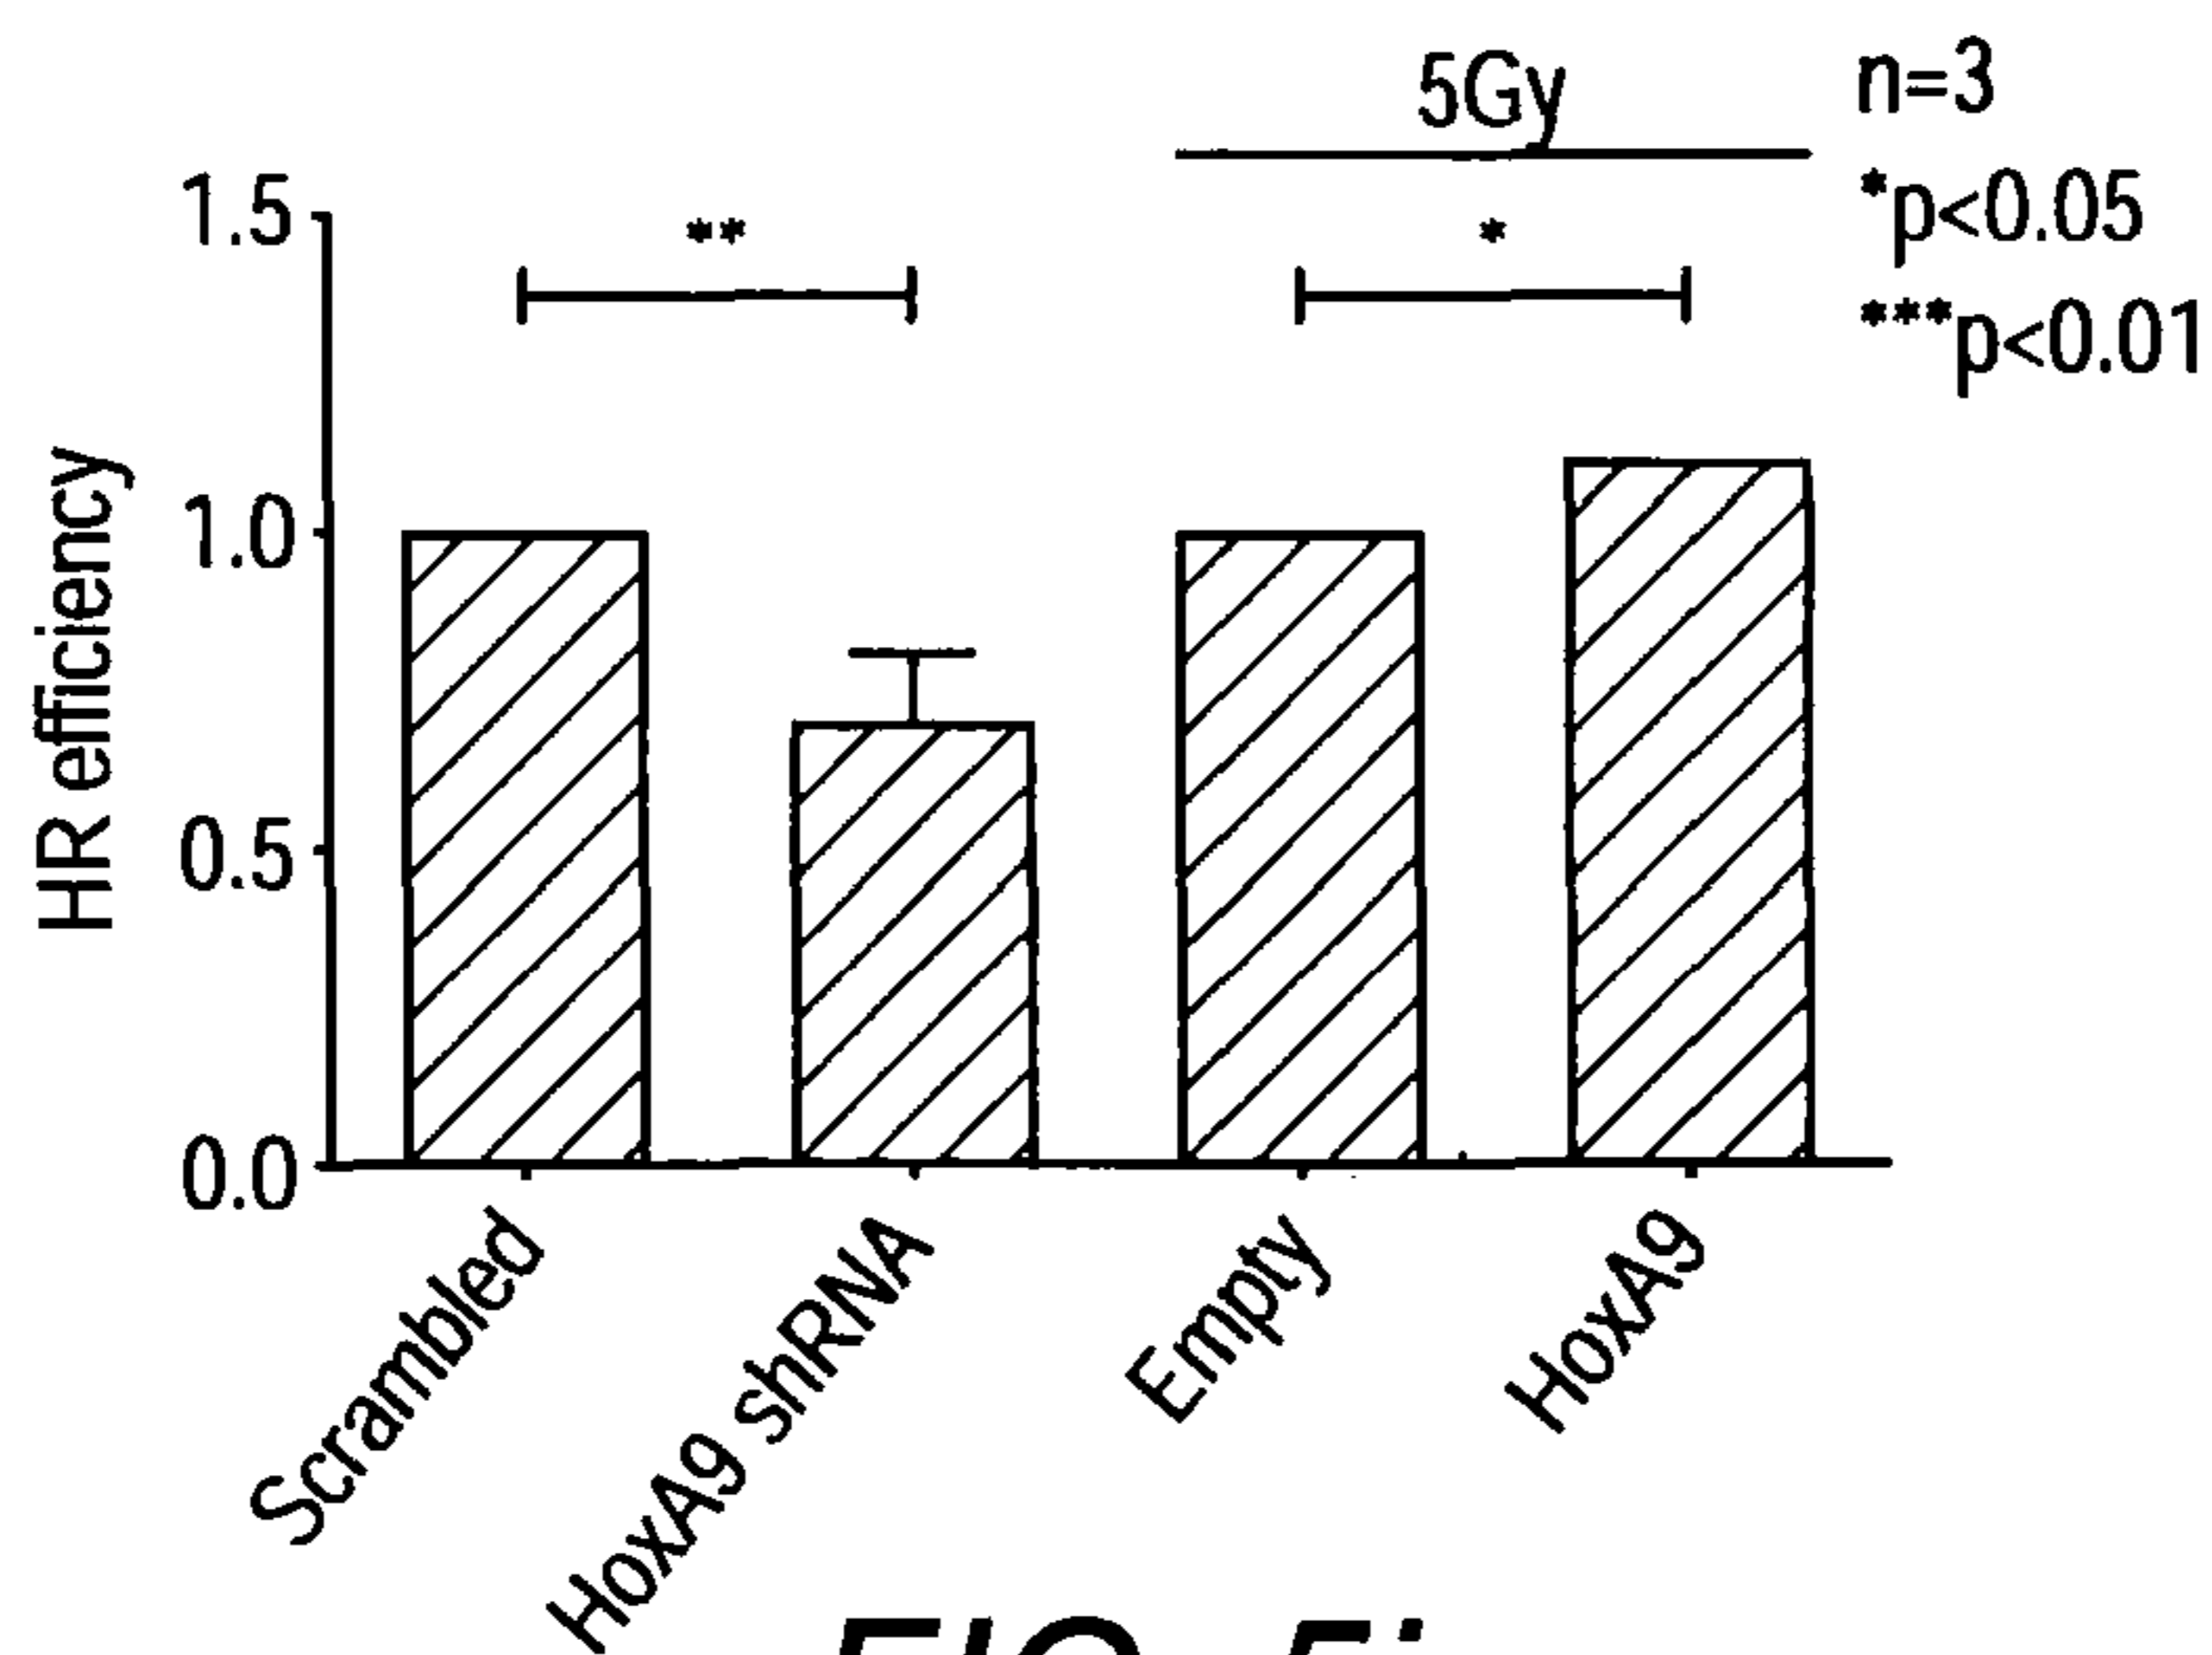 5Gy
n=3
*p<0.05
***p<0.01
**
*
HR efficiency
1.5
1.0
0.5
0.0
Scrambled
HoxA9 shRNA
Empty
HoxA9